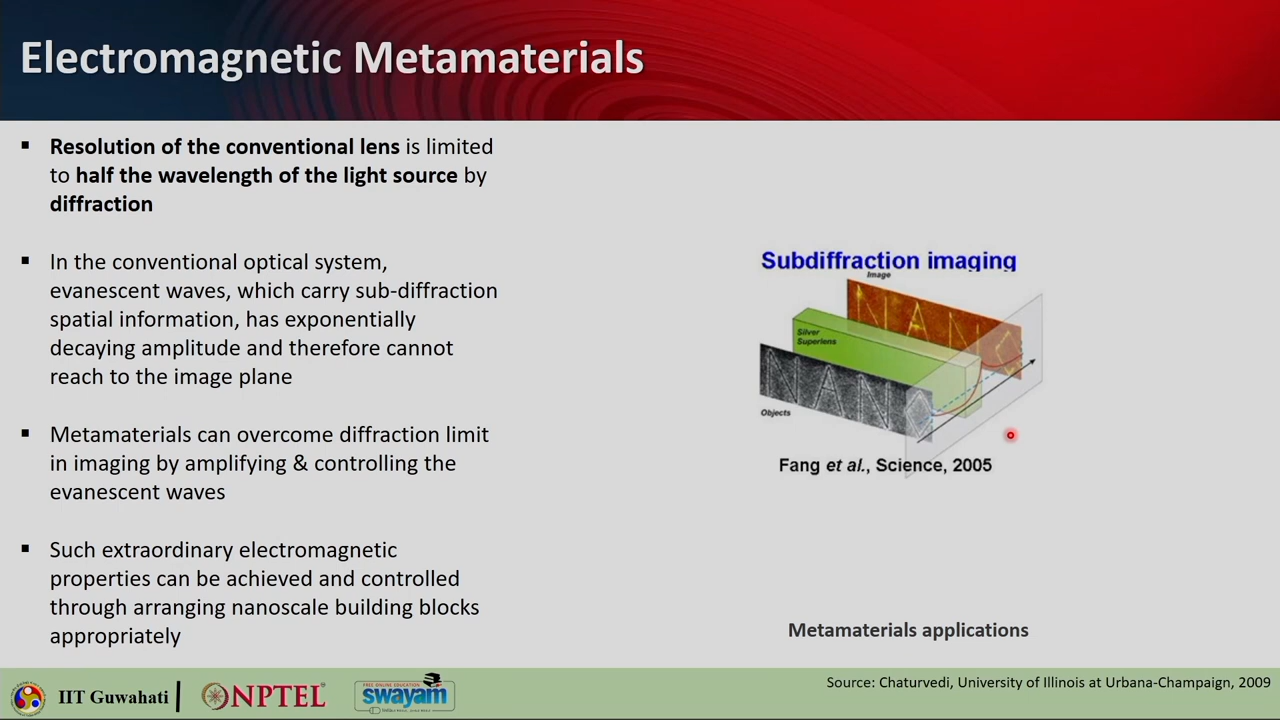 Electromagnetic Metamaterials
▪ Resolution of the conventional lens is limited
to half the wavelength of the light source by
diffraction
▪ In the conventional optical system,
evanescent waves, which carry sub-diffraction
spatial information, has exponentially
decaying amplitude and therefore cannot
reach to the image plane
▪ Metamaterials can overcome diffraction limit
in imaging by amplifying & controlling the
evanescent waves
▪ Such extraordinary electromagnetic
properties can be achieved and controlled
through arranging nanoscale building blocks
appropriately
Subdiffraction imaging
Image
NANO
Silver
Superlens
NANO
Objects
Fang et al., Science, 2005
Metamaterials applications
IIT Guwahati
NPTEL
FREE ONLINE EDUCATION
swayam
Source: Chaturvedi, University of Illinois at Urbana-Champaign, 2009